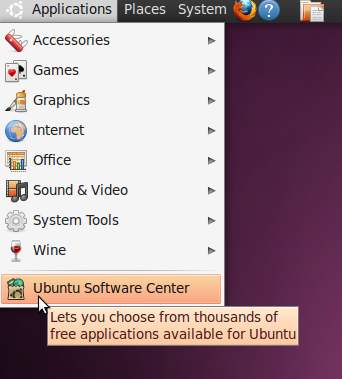 Applications Places System
Accessories
Games
Graphics
Internet
Office
Sound & Video
System Tools
Wine
Ubuntu Software Center
Lets you choose from thousands of
free applications available for Ubuntu